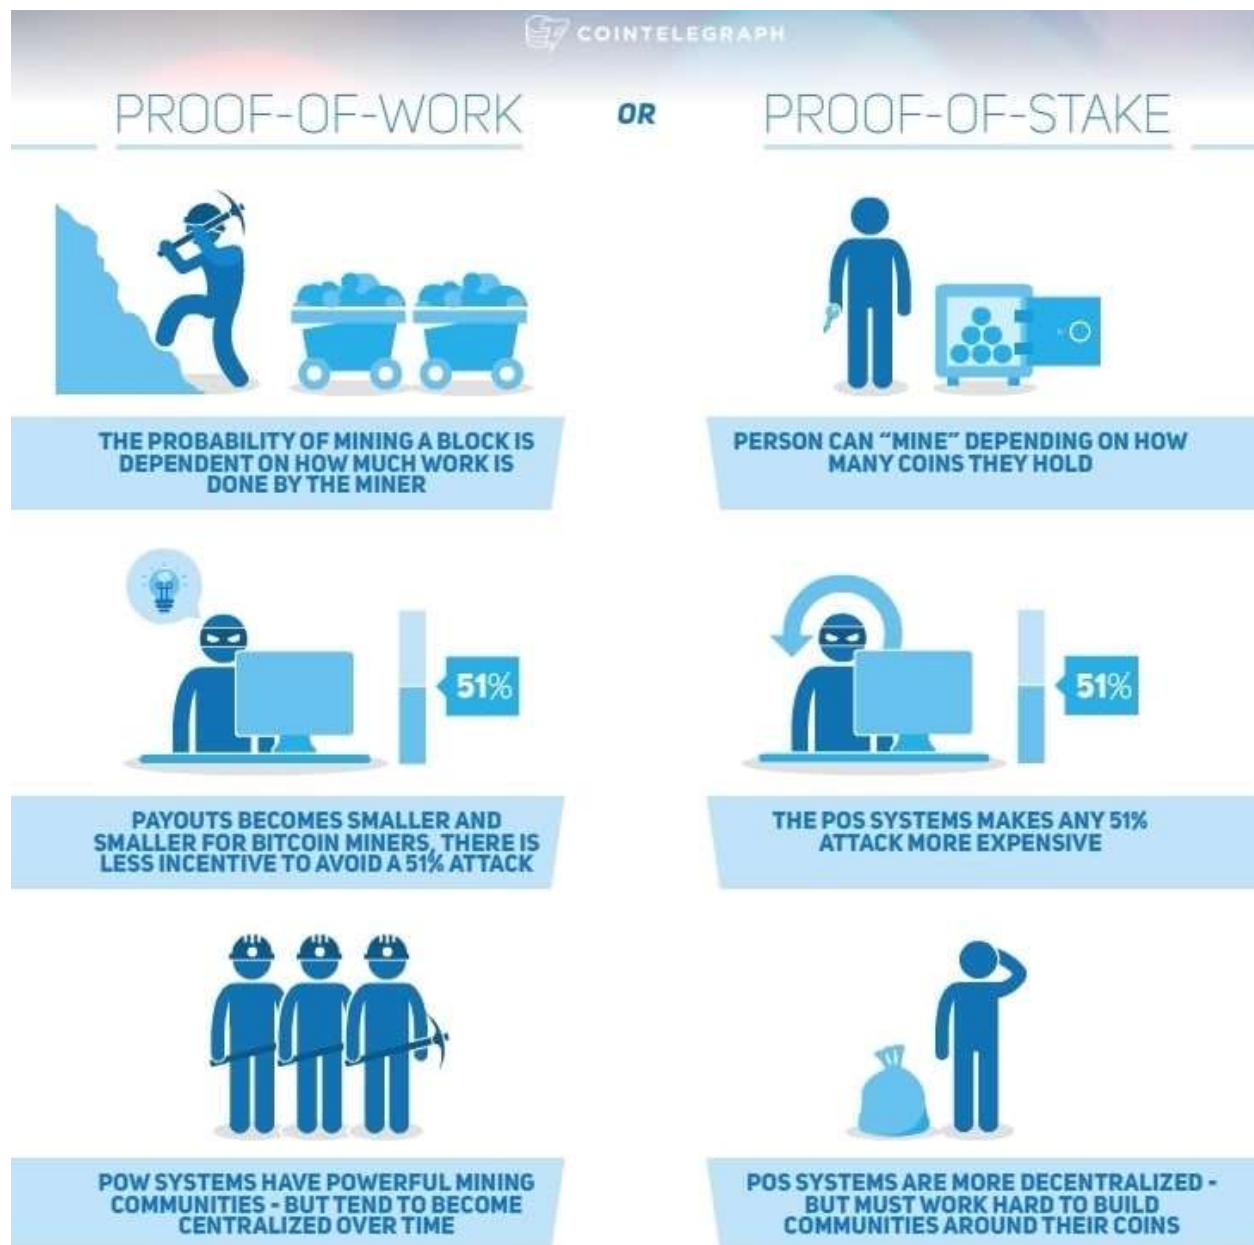 COINTELEGRAPH
PROOF-OF-WORK
OR
PROOF-OF-STAKE
THE PROBABILITY OF MINING A BLOCK IS
DEPENDENT ON HOW MUCH WORK IS
DONE BY THE MINER
PERSON CAN “MINE” DEPENDING ON HOW
MANY COINS THEY HOLD
51%
51%
PAYOUTS BECOMES SMALLER AND
SMALLER FOR BITCOIN MINERS, THERE IS
LESS INCENTIVE TO AVOID A 51% ATTACK
THE POS SYSTEMS MAKES ANY 51%
ATTACK MORE EXPENSIVE
POW SYSTEMS HAVE POWERFUL MINING
COMMUNITIES - BUT TEND TO BECOME
CENTRALIZED OVER TIME
POS SYSTEMS ARE MORE DECENTRALIZED -
BUT MUST WORK HARD TO BUILD
COMMUNITIES AROUND THEIR COINS